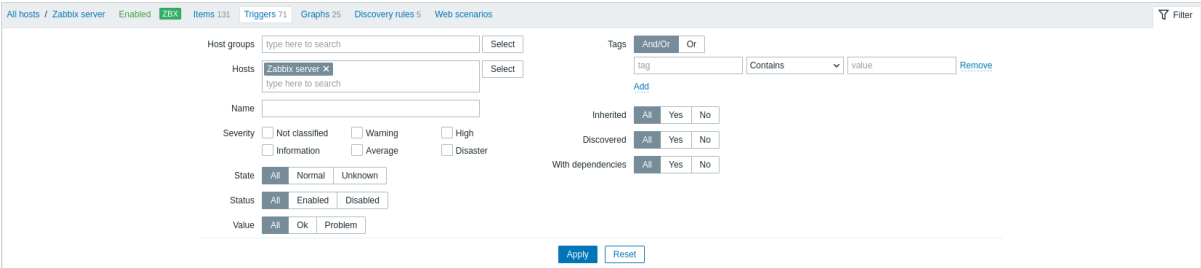 All hosts / Zabbix server Enabled ZBX Items 131 Triggers 71 Graphs 25 Discovery rules 5 Web scenarios Filter
Host groups type here to search Select
Hosts Zabbix server type here to search Select
Name
Severity Not classified Warning High
Information Average Disaster
State All Normal Unknown
Status All Enabled Disabled
Value All Ok Problem
Tags And/Or Or
tag Contains value Remove
Add
Inherited All Yes No
Discovered All Yes No
With dependencies All Yes No
Apply Reset